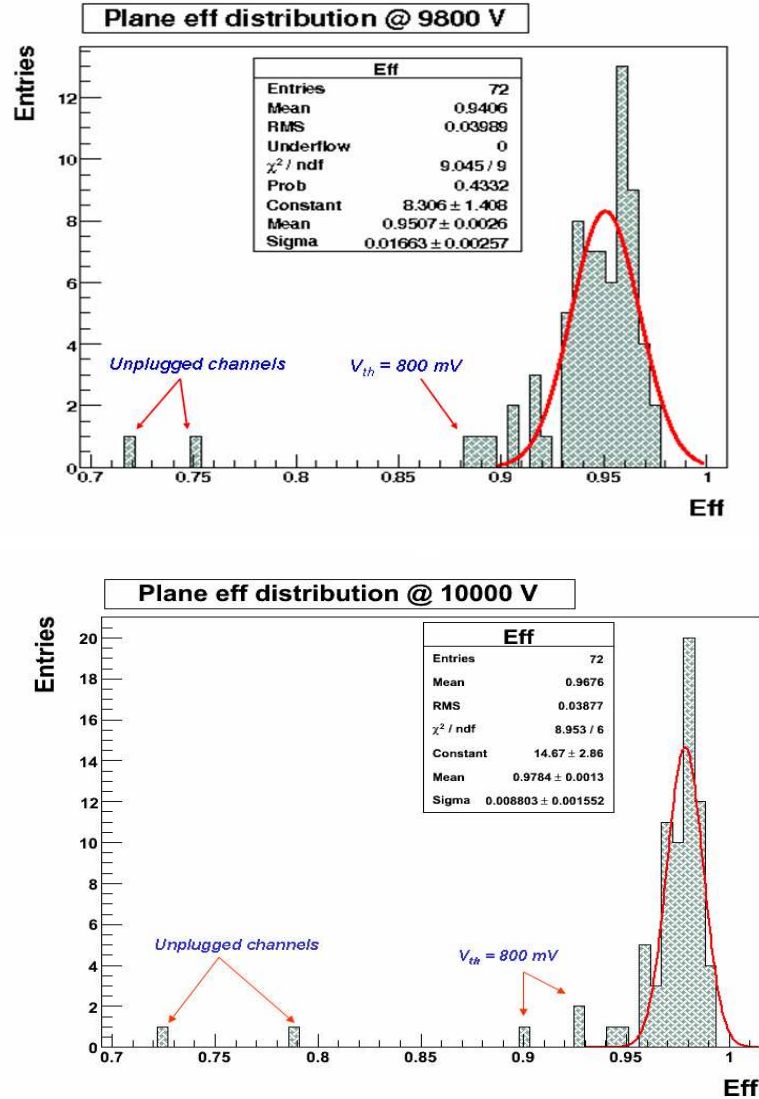 Plane eff distribution @ 9800 V
Entries
Eff
Entries 72
Mean 0.9406
RMS 0.03989
Underflow 0
χ² / ndf 9.045 / 9
Prob 0.4332
Constant 8.306 ± 1.408
Mean 0.9507 ± 0.0026
Sigma 0.01663 ± 0.00257
12
10
8
6
4
2
0
Unplugged channels
Vth = 800 mV
0.7 0.75 0.8 0.85 0.9 0.95 1
Eff
Plane eff distribution @ 10000 V
Entries
Eff
Entries 72
Mean 0.9676
RMS 0.03877
χ² / ndf 8.953 / 6
Constant 14.67 ± 2.86
Mean 0.9784 ± 0.0013
Sigma 0.008803 ± 0.001552
20
18
16
14
12
10
8
6
4
2
0
Unplugged channels
Vth = 800 mV
0.7 0.75 0.8 0.85 0.9 0.95 1
Eff